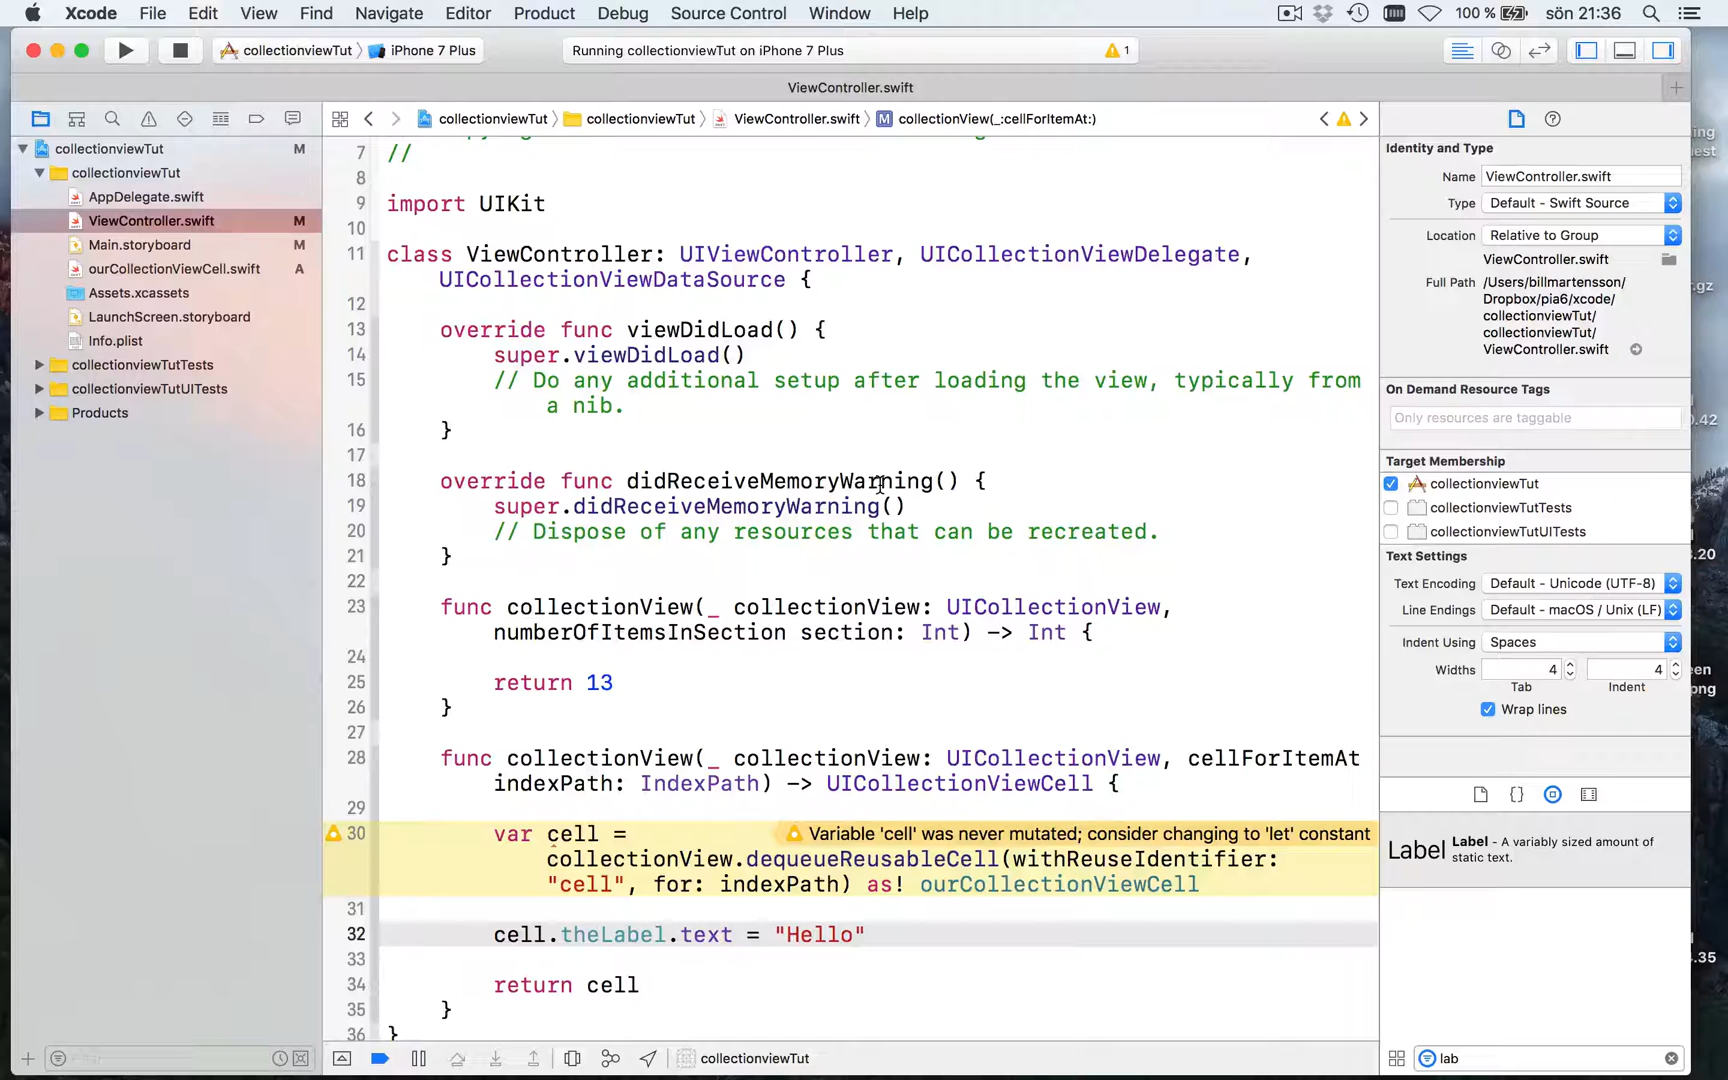 Xcode File Edit View Find Navigate Editor Product Debug Source Control Window Help 100 % sön 21:36
collectionviewTut iPhone 7 Plus Running collectionviewTut on iPhone 7 Plus 1
ViewController.swift
collectionviewTut collectionviewTut ViewController.swift M collectionView(_:cellForItemAt:)
collectionviewTut M
collectionviewTut
AppDelegate.swift
ViewController.swift M
Main.storyboard M
ourCollectionViewCell.swift A
Assets.xcassets
LaunchScreen.storyboard
Info.plist
collectionviewTutTests
collectionviewTutUITests
Products
7 //
8
9 import UIKit
10
11 class ViewController: UIViewController, UICollectionViewDelegate,
UICollectionViewDataSource {
12
13 override func viewDidLoad() {
14 super.viewDidLoad()
15 // Do any additional setup after loading the view, typically from
a nib.
16 }
17
18 override func didReceiveMemoryWarning() {
19 super.didReceiveMemoryWarning()
20 // Dispose of any resources that can be recreated.
21 }
22
23 func collectionView(_ collectionView: UICollectionView,
numberOfItemsInSection section: Int) -> Int {
24
25 return 13
26 }
27
28 func collectionView(_ collectionView: UICollectionView, cellForItemAt
indexPath: IndexPath) -> UICollectionViewCell {
29
30 var cell = Variable 'cell' was never mutated; consider changing to 'let' constant
collectionView.dequeueReusableCell(withReuseIdentifier:
"cell", for: indexPath) as! ourCollectionViewCell
31
32 cell.theLabel.text = "Hello"
33
34 return cell
35 }
36 }
collectionviewTut
Identity and Type
Name ViewController.swift
Type Default - Swift Source
Location Relative to Group
ViewController.swift
Full Path /Users/billmartensson/
Dropbox/pia6/xcode/
collectionviewTut/
collectionviewTut/
ViewController.swift
On Demand Resource Tags
Only resources are taggable
Target Membership
collectionviewTut
collectionviewTutTests
collectionviewTutUITests
Text Settings
Text Encoding Default - Unicode (UTF-8)
Line Endings Default - macOS / Unix (LF)
Indent Using Spaces
Widths 4 4
Tab Indent
Wrap lines
Label Label - A variably sized amount of
static text.
lab